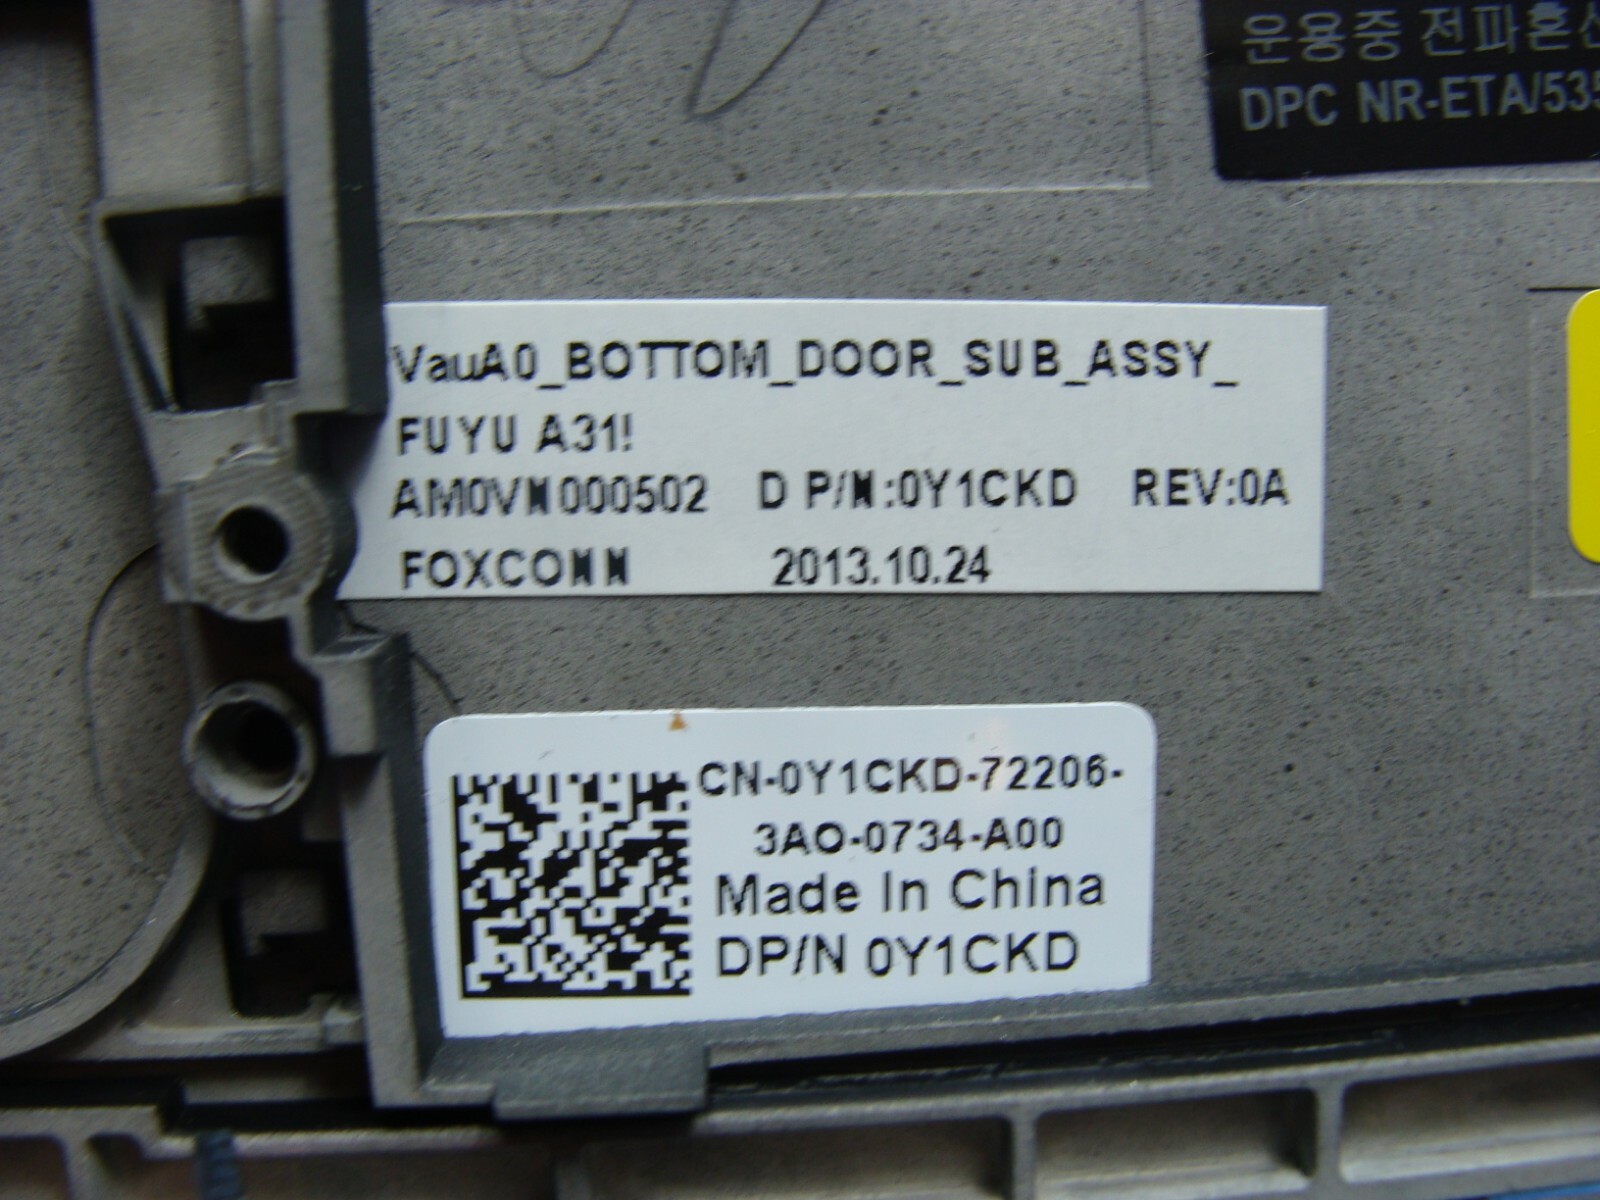 운용중 전파혼신
DPC NR-ETA/535
VauA0_BOTTOM_DOOR_SUB_ASSY_
FUYU A31!
AM0VN000502 D P/N:0Y1CKD REV:0A
FOXCONN 2013.10.24
CN-0Y1CKD-72206-
3AO-0734-A00
Made In China
DP/N 0Y1CKD